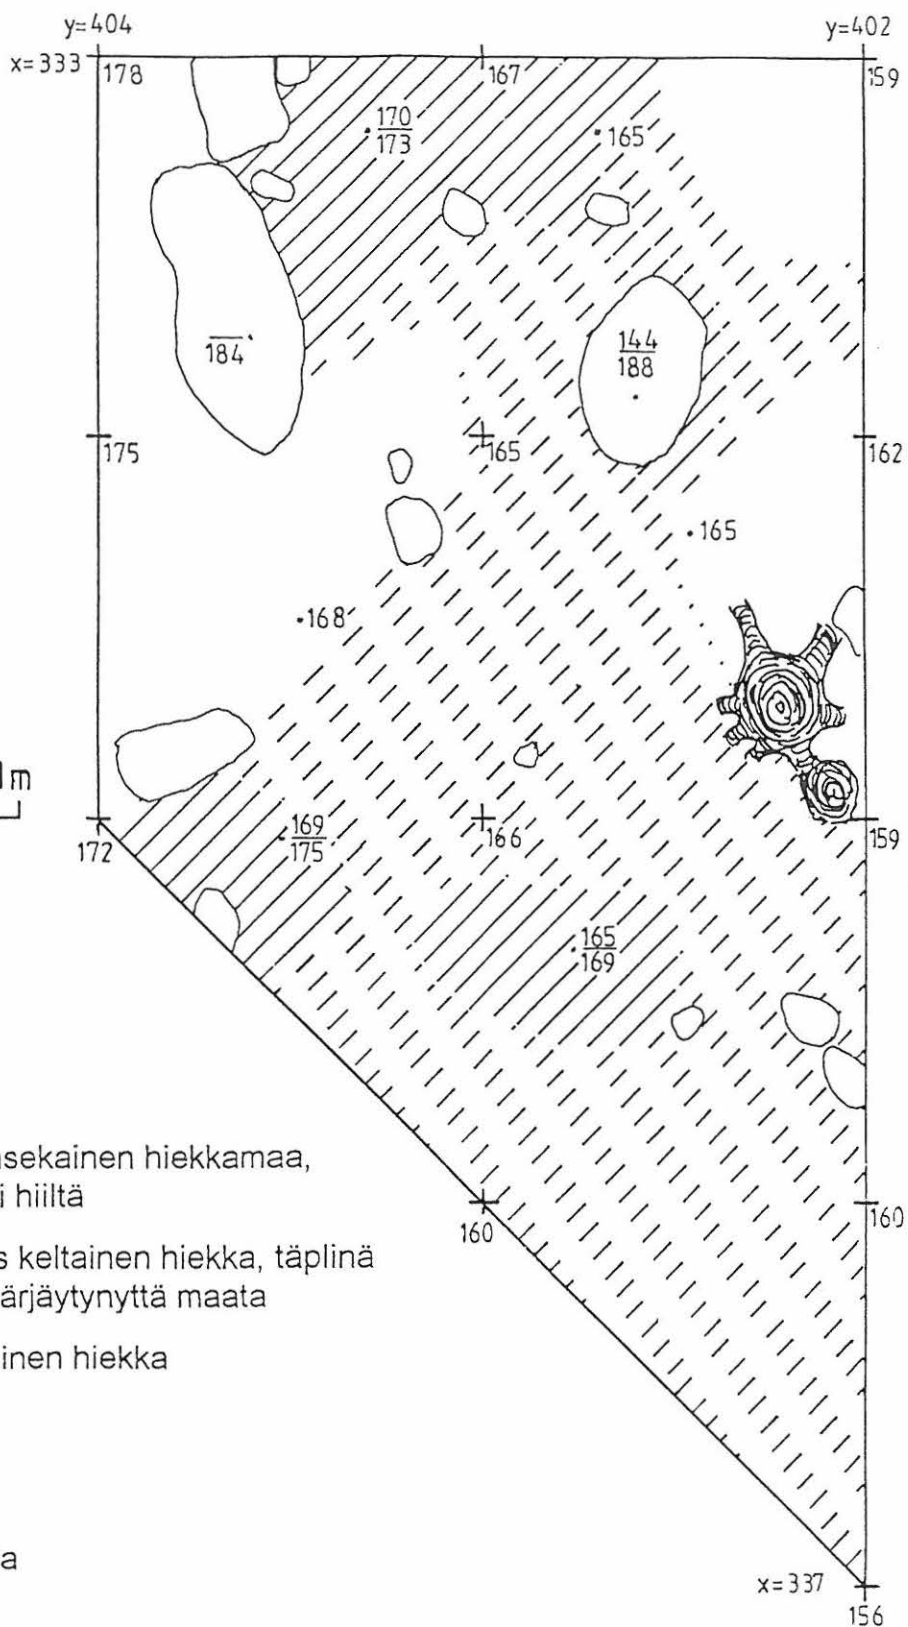 y=404 y=402
x=333 178 167 159
170
173
165
184
144
188
175 165 162
165
168
m
172 169
175
166 159
165
169
sekainen hiekkamaa,
i hiiltä
160 160
s keltainen hiekka, täplinä
ärjäytynyttä maata
inen hiekka
a
x=337
156